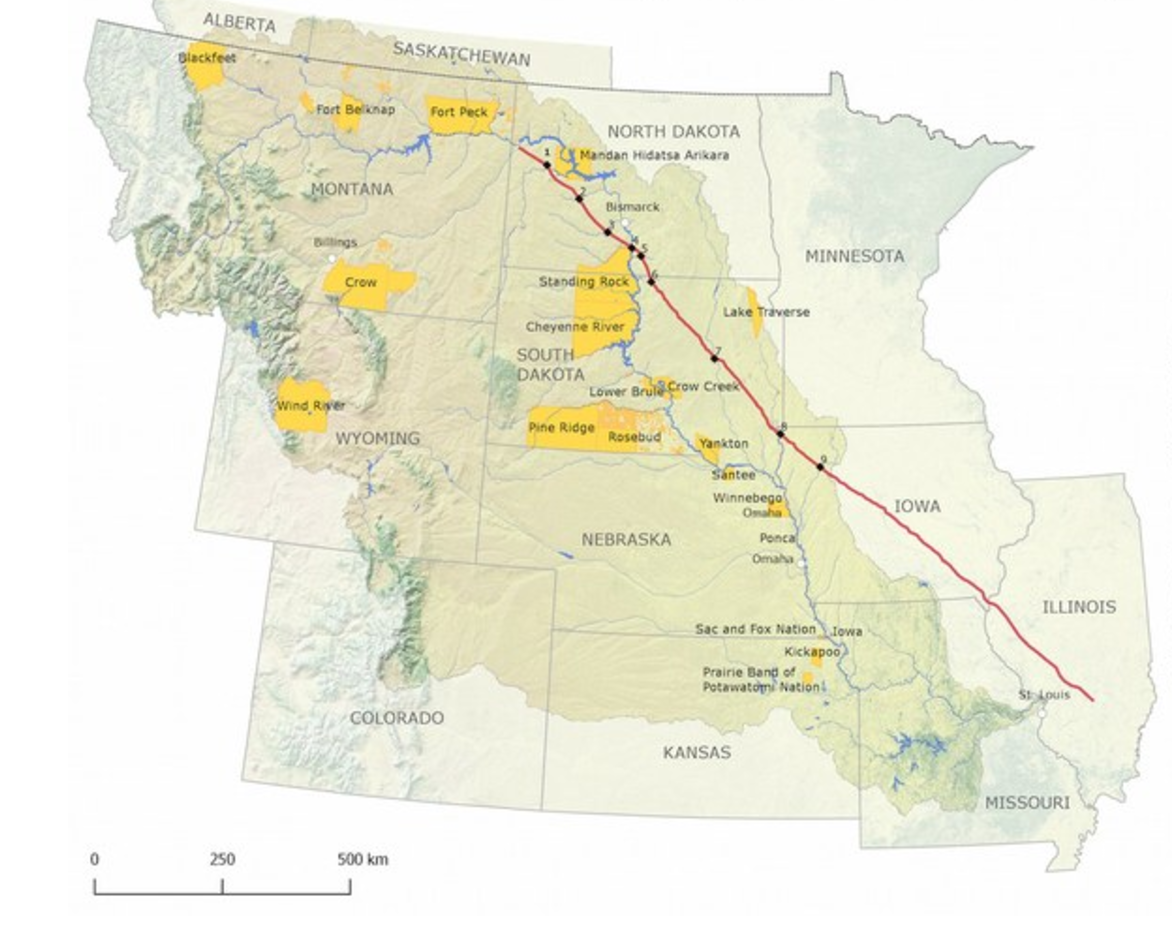 ALBERTA
SASKATCHEWAN
Blackfeet
Fort Belknap
Fort Peck
NORTH DAKOTA
1
Mandan Hidatsa Arikara
MONTANA
2
Bismarck
3
4
5
Billings
MINNESOTA
Crow
Standing Rock
6
Lake Traverse
Cheyenne River
SOUTH
DAKOTA
7
Lower Brule
Crow Creek
Wind River
Pine Ridge
Rosebud
8
WYOMING
Yankton
9
Santee
Winnebego
Omaha
IOWA
NEBRASKA
Ponca
Omaha
ILLINOIS
Sac and Fox Nation
Iowa
Kickapoo
Prairie Band of
Potawatomi Nation
St. Louis
COLORADO
KANSAS
MISSOURI
0 250 500 km